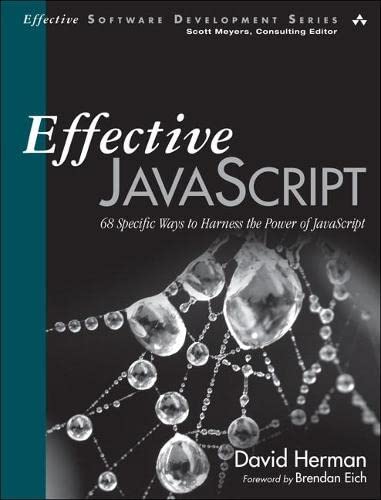 Effective SOFTWARE DEVELOPMENT SERIES
Scott Meyers, Consulting Editor
Effective
JAVASCRIPT
68 Specific Ways to Harness the Power of JavaScript
David Herman
Foreword by Brendan Eich